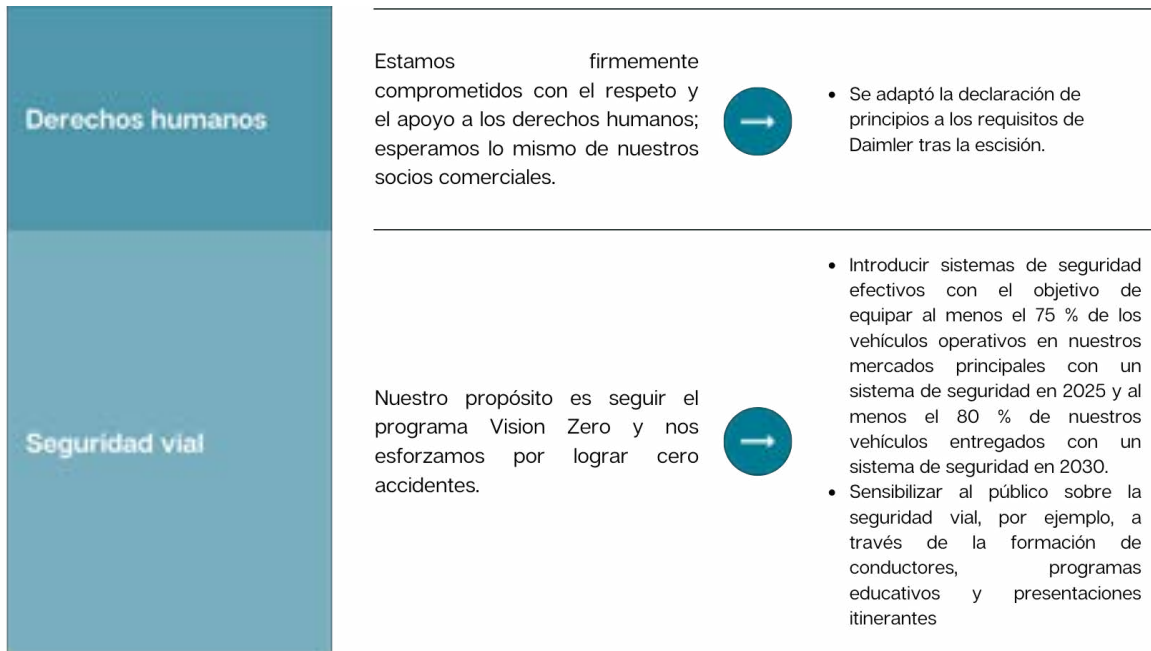 Derechos humanos
Estamos firmemente
comprometidos con el respeto y
el apoyo a los derechos humanos;
esperamos lo mismo de nuestros
socios comerciales.
• Se adaptó la declaración de
principios a los requisitos de
Daimler tras la escisión.
Seguridad vial
Nuestro propósito es seguir el
programa Vision Zero y nos
esforzamos por lograr cero
accidentes.
• Introducir sistemas de seguridad
efectivos con el objetivo de
equipar al menos el 75 % de los
vehículos operativos en nuestros
mercados principales con un
sistema de seguridad en 2025 y al
menos el 80 % de nuestros
vehículos entregados con un
sistema de seguridad en 2030.
• Sensibilizar al público sobre la
seguridad vial, por ejemplo, a
través de la formación de
conductores, programas
educativos y presentaciones
itinerantes